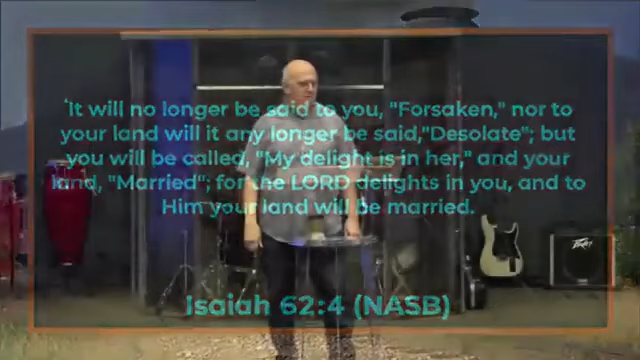 'It will no longer be said to you, "Forsaken," nor to
your land will it any longer be said,"Desolate"; but
you will be called, "My delight is in her," and your
land, "Married"; for the LORD delights in you, and to
Him your land will be married.
Isaiah 62:4 (NASB)
PEAVEY